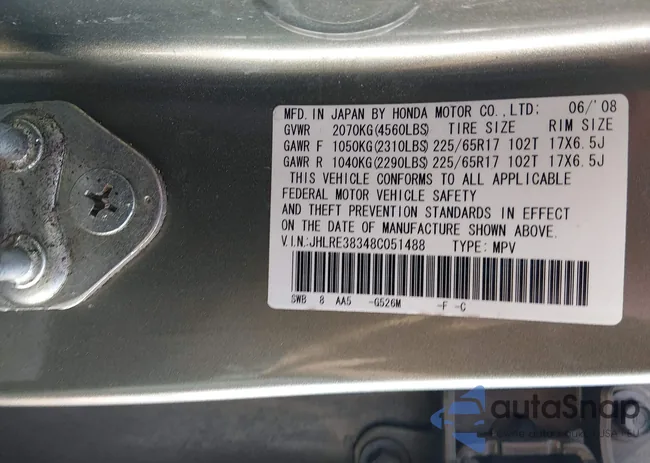 MFD. IN JAPAN BY HONDA MOTOR CO., LTD: 06/'08
GVWR 2070KG(4560LBS) TIRE SIZE RIM SIZE
GAWR F 1050KG(2310LBS) 225/65R17 102T 17X6.5J
GAWR R 1040KG(2290LBS) 225/65R17 102T 17X6.5J
THIS VEHICLE CONFORMS TO ALL APPLICABLE
FEDERAL MOTOR VEHICLE SAFETY
AND THEFT PREVENTION STANDARDS IN EFFECT
ON THE DATE OF MANUFACTURE SHOWN ABOVE.
V.I.N:JHLRE38348C051488 TYPE: MPV
SWB 8 AA5 -G526M -F -C
autaSnap